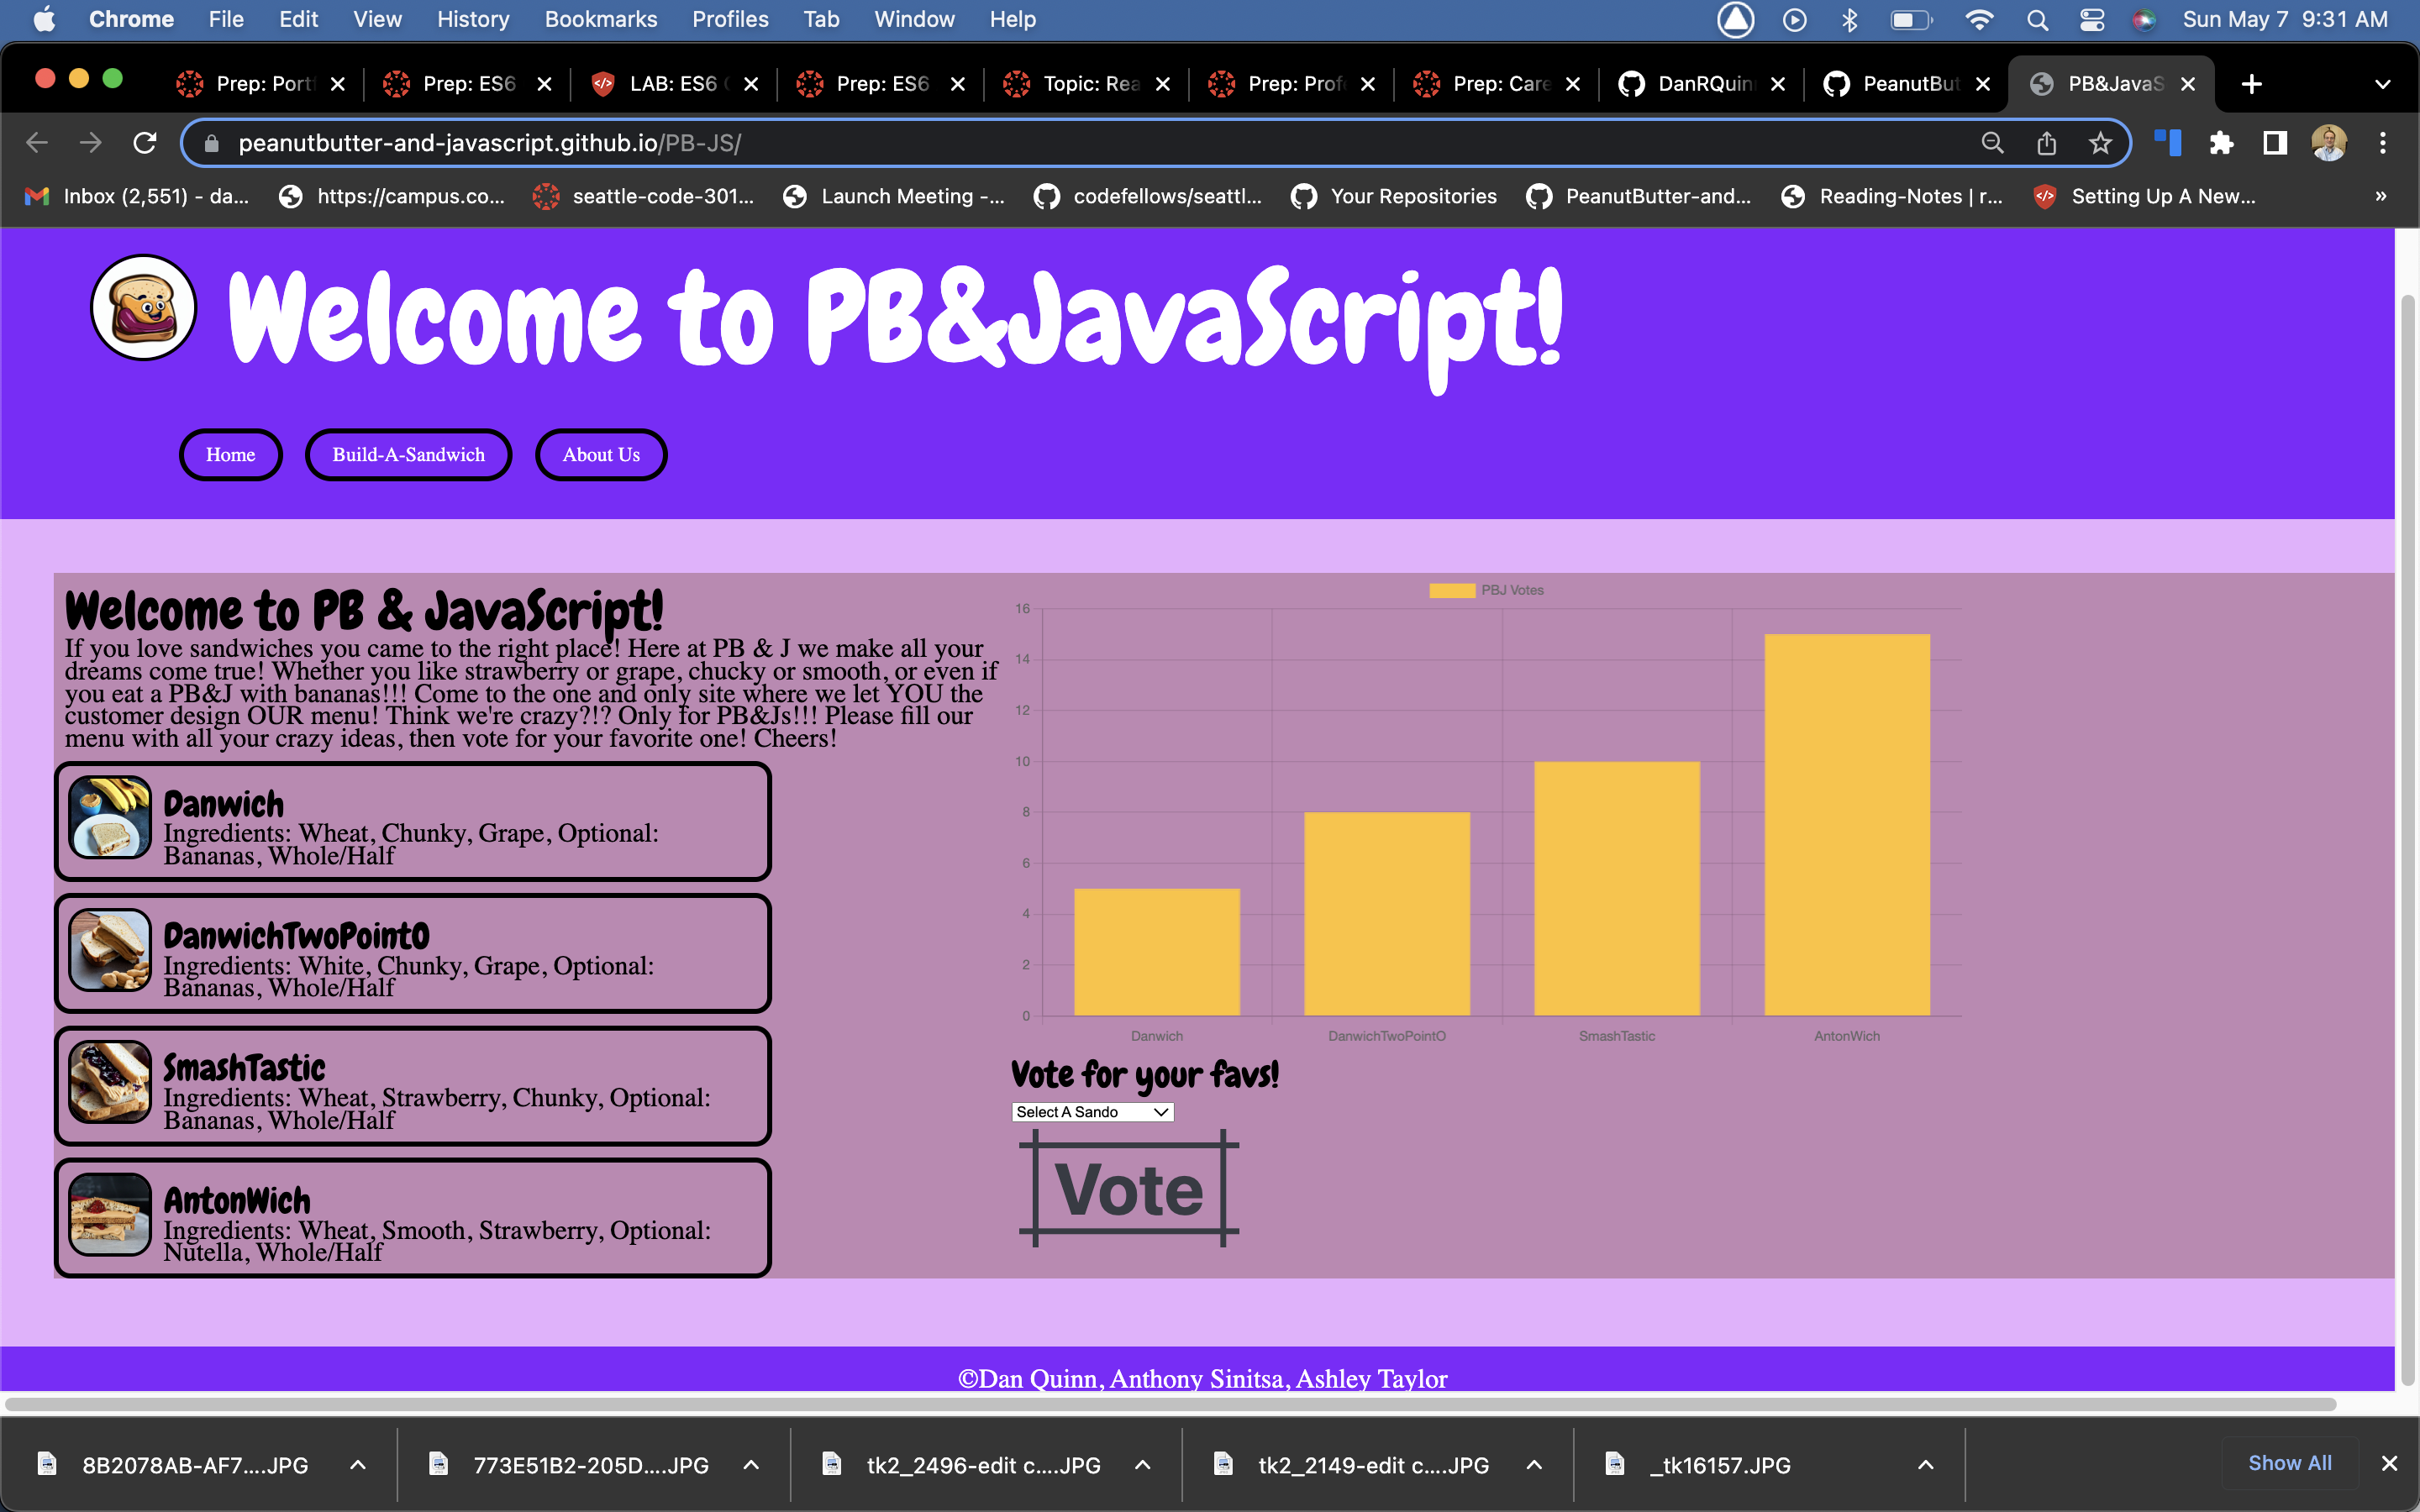 Chrome File Edit View History Bookmarks Profiles Tab Window Help Sun May 7 9:31 AM
Prep: Port Prep: ES6 LAB: ES6 Prep: ES6 Topic: Rea Prep: Prof Prep: Care DanRQuin PeanutBut PB&JavaS
peanutbutter-and-javascript.github.io/PB-JS/
Inbox (2,551) - da... https://campus.co... seattle-code-301... Launch Meeting -... codefellows/seattl... Your Repositories PeanutButter-and... Reading-Notes | r... Setting Up A New... »
Welcome to PB&JavaScript!
Home Build-A-Sandwich About Us
Welcome to PB & JavaScript!
If you love sandwiches you came to the right place! Here at PB & J we make all your
dreams come true! Whether you like strawberry or grape, chucky or smooth, or even if
you eat a PB&J with bananas!!! Come to the one and only site where we let YOU the
customer design OUR menu! Think we're crazy?!? Only for PB&Js!!! Please fill our
menu with all your crazy ideas, then vote for your favorite one! Cheers!
Danwich
Ingredients: Wheat, Chunky, Grape, Optional:
Bananas, Whole/Half
DanwichTwoPointO
Ingredients: White, Chunky, Grape, Optional:
Bananas, Whole/Half
SmashTastic
Ingredients: Wheat, Strawberry, Chunky, Optional:
Bananas, Whole/Half
AntonWich
Ingredients: Wheat, Smooth, Strawberry, Optional:
Nutella, Whole/Half
PBJ Votes
16
14
12
10
8
6
4
2
0
Danwich DanwichTwoPointO SmashTastic AntonWich
Vote for your favs!
Select A Sando
Vote
©Dan Quinn, Anthony Sinitsa, Ashley Taylor
8B2078AB-AF7....JPG 773E51B2-205D....JPG tk2_2496-edit c....JPG tk2_2149-edit c....JPG _tk16157.JPG Show All